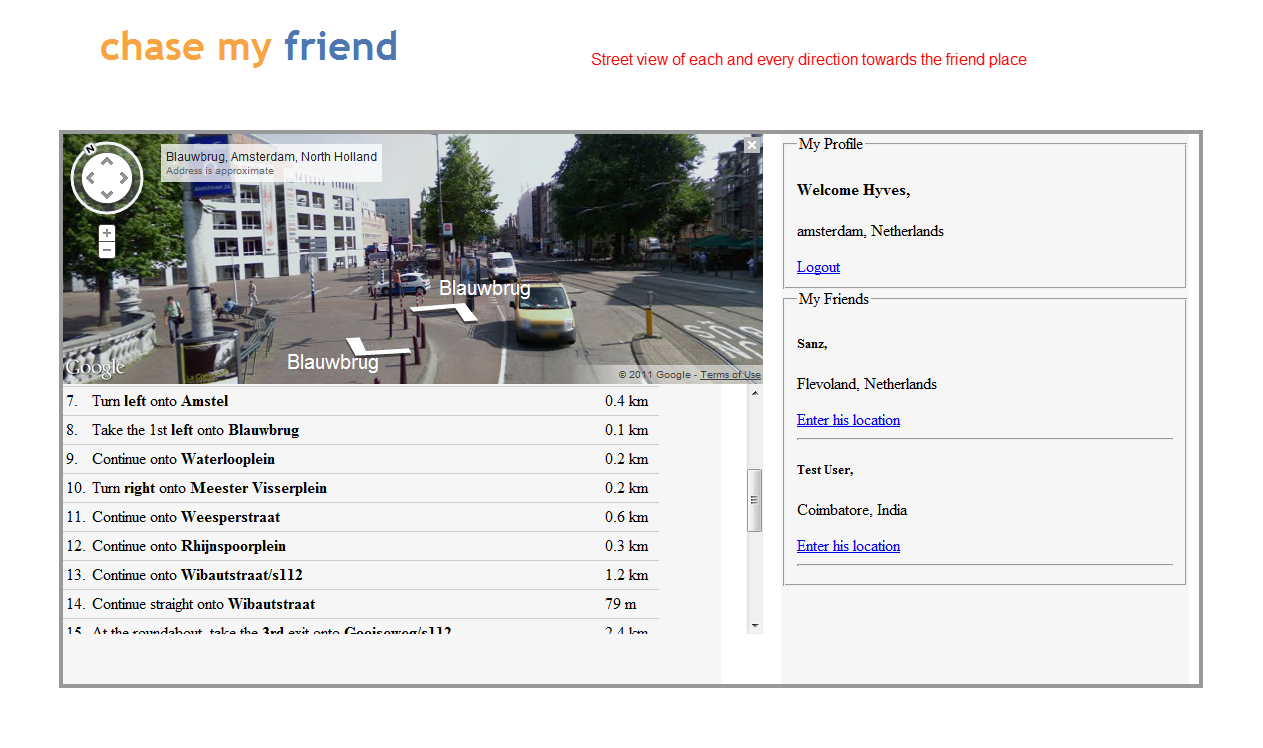 chase my friend
Street view of each and every direction towards the friend place
N
Blauwbrug, Amsterdam, North Holland
Address is approximate
+
−
Blauwbrug
Blauwbrug
Google
© 2011 Google - Terms of Use
7. Turn left onto Amstel 0.4 km
8. Take the 1st left onto Blauwbrug 0.1 km
9. Continue onto Waterlooplein 0.2 km
10. Turn right onto Meester Visserplein 0.2 km
11. Continue onto Weesperstraat 0.6 km
12. Continue onto Rhijnspoorplein 0.3 km
13. Continue onto Wibautstraat/s112 1.2 km
14. Continue straight onto Wibautstraat 79 m
15. At the roundabout, take the 3rd exit onto Gooiseweg/s112 2.4 km
My Profile
Welcome Hyves,
amsterdam, Netherlands
Logout
My Friends
Sanz,
Flevoland, Netherlands
Enter his location
Test User,
Coimbatore, India
Enter his location